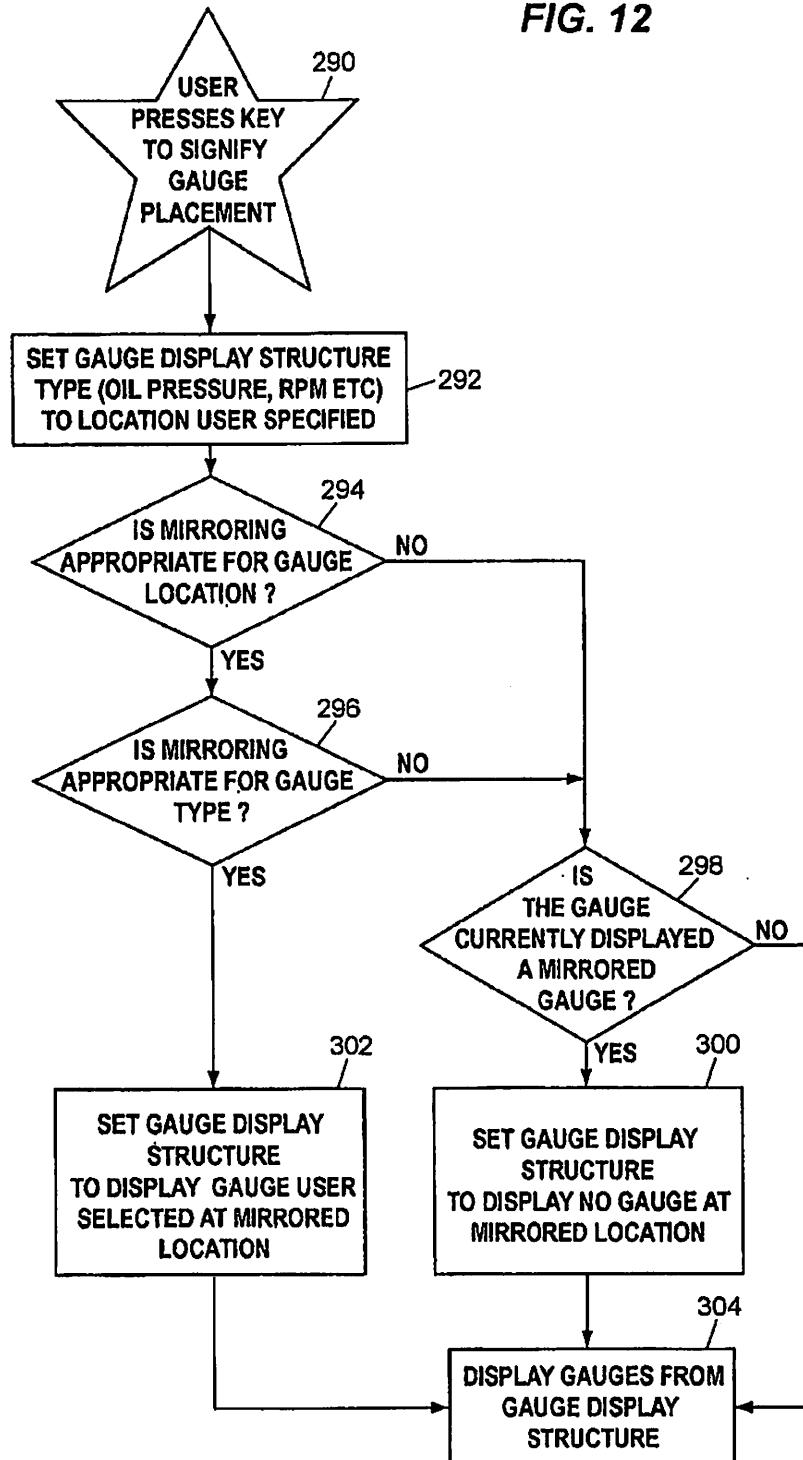 FIG. 12
290
USER
PRESSES KEY
TO SIGNIFY
GAUGE
PLACEMENT
SET GAUGE DISPLAY STRUCTURE
TYPE (OIL PRESSURE, RPM ETC)
TO LOCATION USER SPECIFIED
292
294
IS MIRRORING
APPROPRIATE FOR GAUGE
LOCATION ?
NO
YES
296
IS MIRRORING
APPROPRIATE FOR GAUGE
TYPE ?
NO
YES
298
IS
THE GAUGE
CURRENTLY DISPLAYED
A MIRRORED
GAUGE ?
NO
YES
302
SET GAUGE DISPLAY
STRUCTURE
TO DISPLAY GAUGE USER
SELECTED AT MIRRORED
LOCATION
300
SET GAUGE DISPLAY
STRUCTURE
TO DISPLAY NO GAUGE AT
MIRRORED LOCATION
304
DISPLAY GAUGES FROM
GAUGE DISPLAY
STRUCTURE